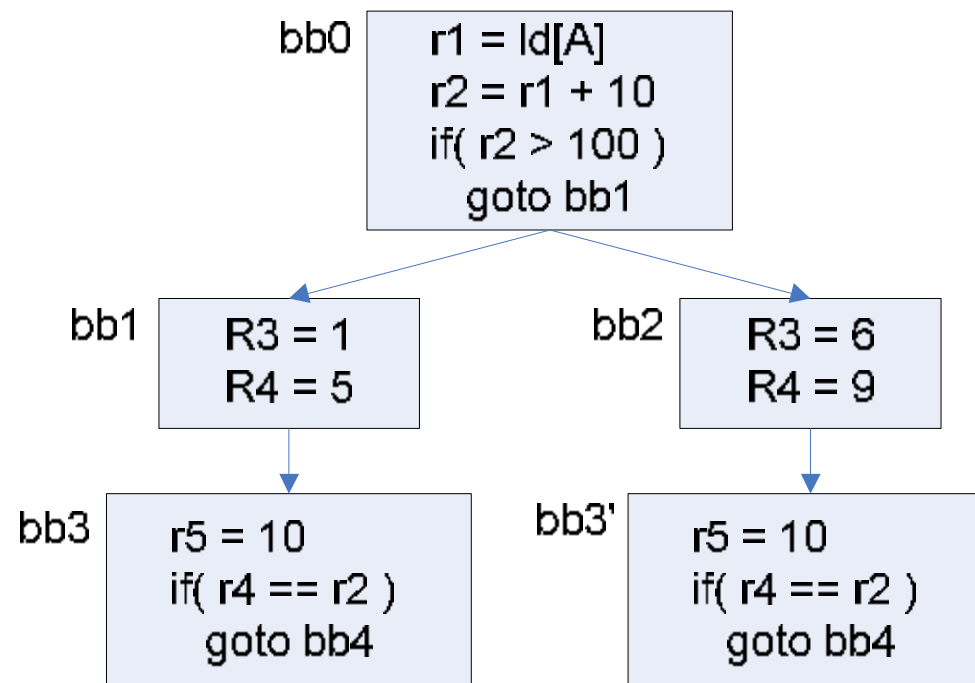 bb0
r1 = ld[A]
r2 = r1 + 10
if( r2 > 100 )
goto bb1
bb1
R3 = 1
R4 = 5
bb2
R3 = 6
R4 = 9
bb3
r5 = 10
if( r4 == r2 )
goto bb4
bb3'
r5 = 10
if( r4 == r2 )
goto bb4